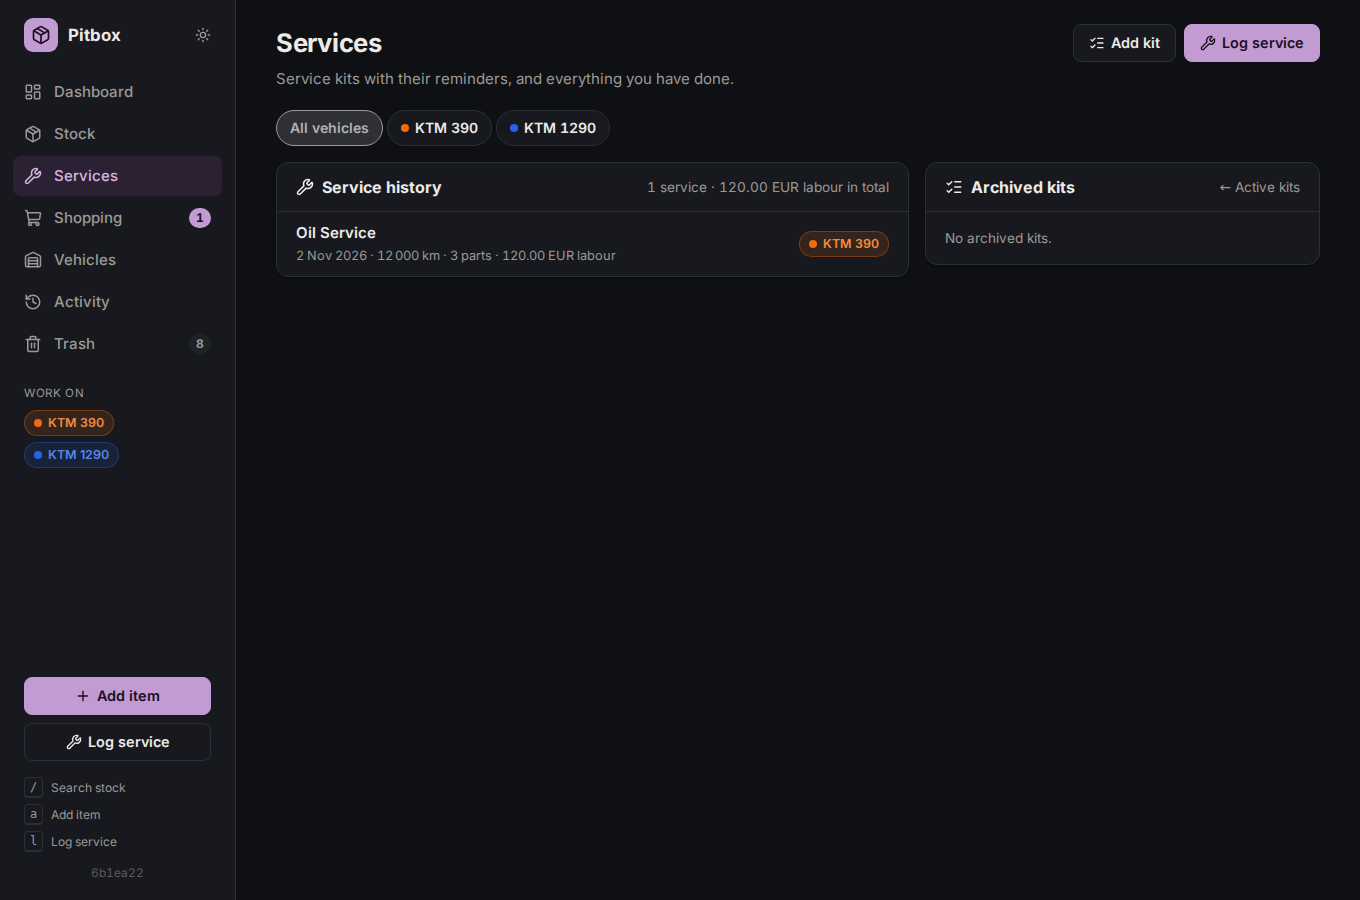 Pitbox
Dashboard
Stock
Services
Shopping 1
Vehicles
Activity
Trash 8
WORK ON
KTM 390
KTM 1290
+ Add item
Log service
/ Search stock
a Add item
l Log service
6b1ea22
Services
Service kits with their reminders, and everything you have done.
Add kit
Log service
All vehicles
KTM 390
KTM 1290
Service history
1 service · 120.00 EUR labour in total
Oil Service
2 Nov 2026 · 12 000 km · 3 parts · 120.00 EUR labour
KTM 390
Archived kits
← Active kits
No archived kits.